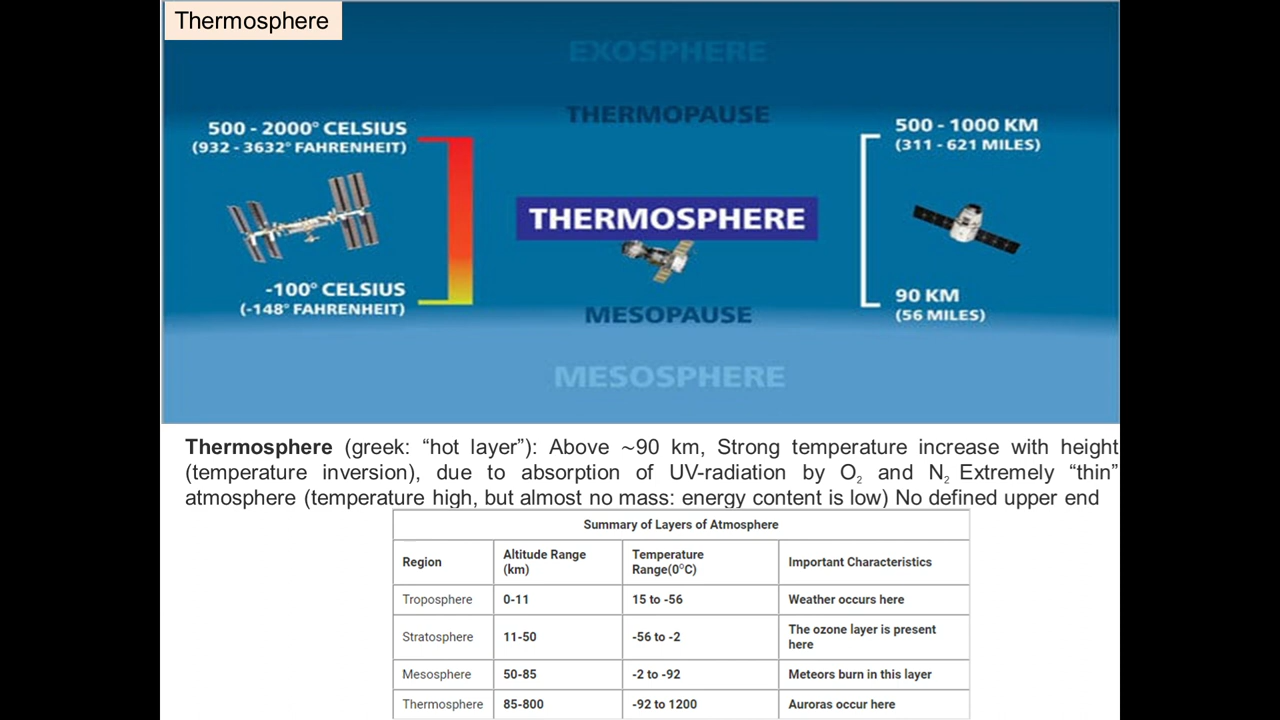 Thermosphere
EXOSPHERE
THERMOPAUSE
500 - 2000° CELSIUS
(932 - 3632° FAHRENHEIT)
500 - 1000 KM
(311 - 621 MILES)
THERMOSPHERE
-100° CELSIUS
(-148° FAHRENHEIT)
90 KM
(56 MILES)
MESOPAUSE
MESOSPHERE
Thermosphere (greek: “hot layer”): Above ~90 km, Strong temperature increase with height
(temperature inversion), due to absorption of UV-radiation by O₂ and N₂ Extremely “thin”
atmosphere (temperature high, but almost no mass: energy content is low) No defined upper end
Summary of Layers of Atmosphere
Region
Altitude Range
(km)
Temperature
Range(0°C)
Important Characteristics
Troposphere
0-11
15 to -56
Weather occurs here
Stratosphere
11-50
-56 to -2
The ozone layer is present
here
Mesosphere
50-85
-2 to -92
Meteors burn in this layer
Thermosphere
85-800
-92 to 1200
Auroras occur here